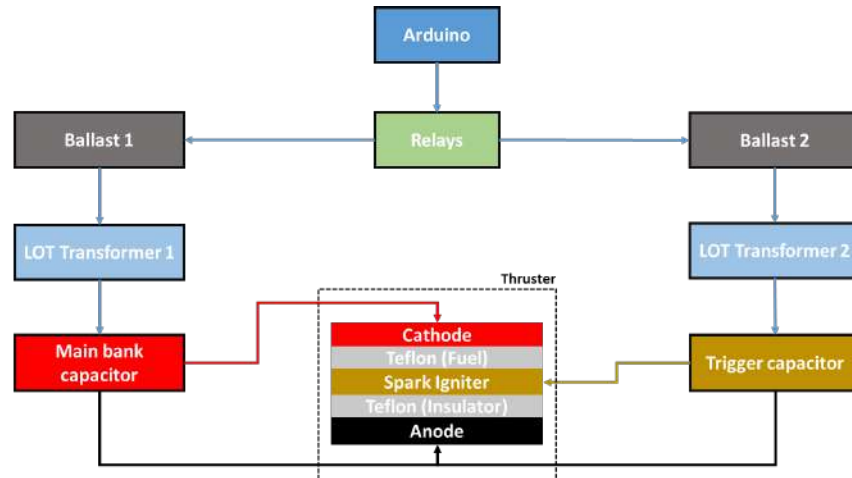 Arduino
Ballast 1
Relays
Ballast 2
LOT Transformer 1
LOT Transformer 2
Thruster
Main bank
capacitor
Cathode
Teflon (Fuel)
Spark Igniter
Teflon (Insulator)
Anode
Trigger capacitor